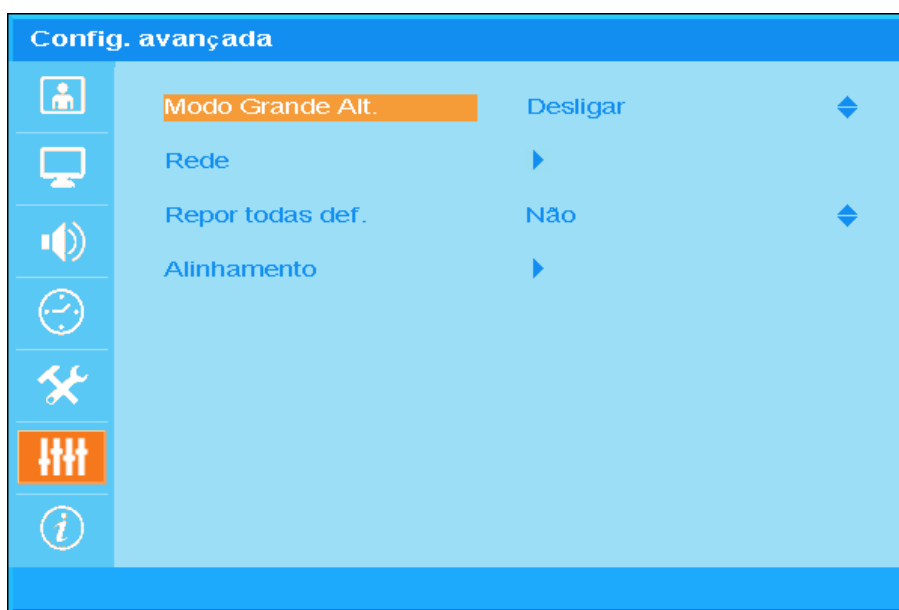 Config. avançada
Modo Grande Alt. Desligar
Rede
Repor todas def. Não
Alinhamento